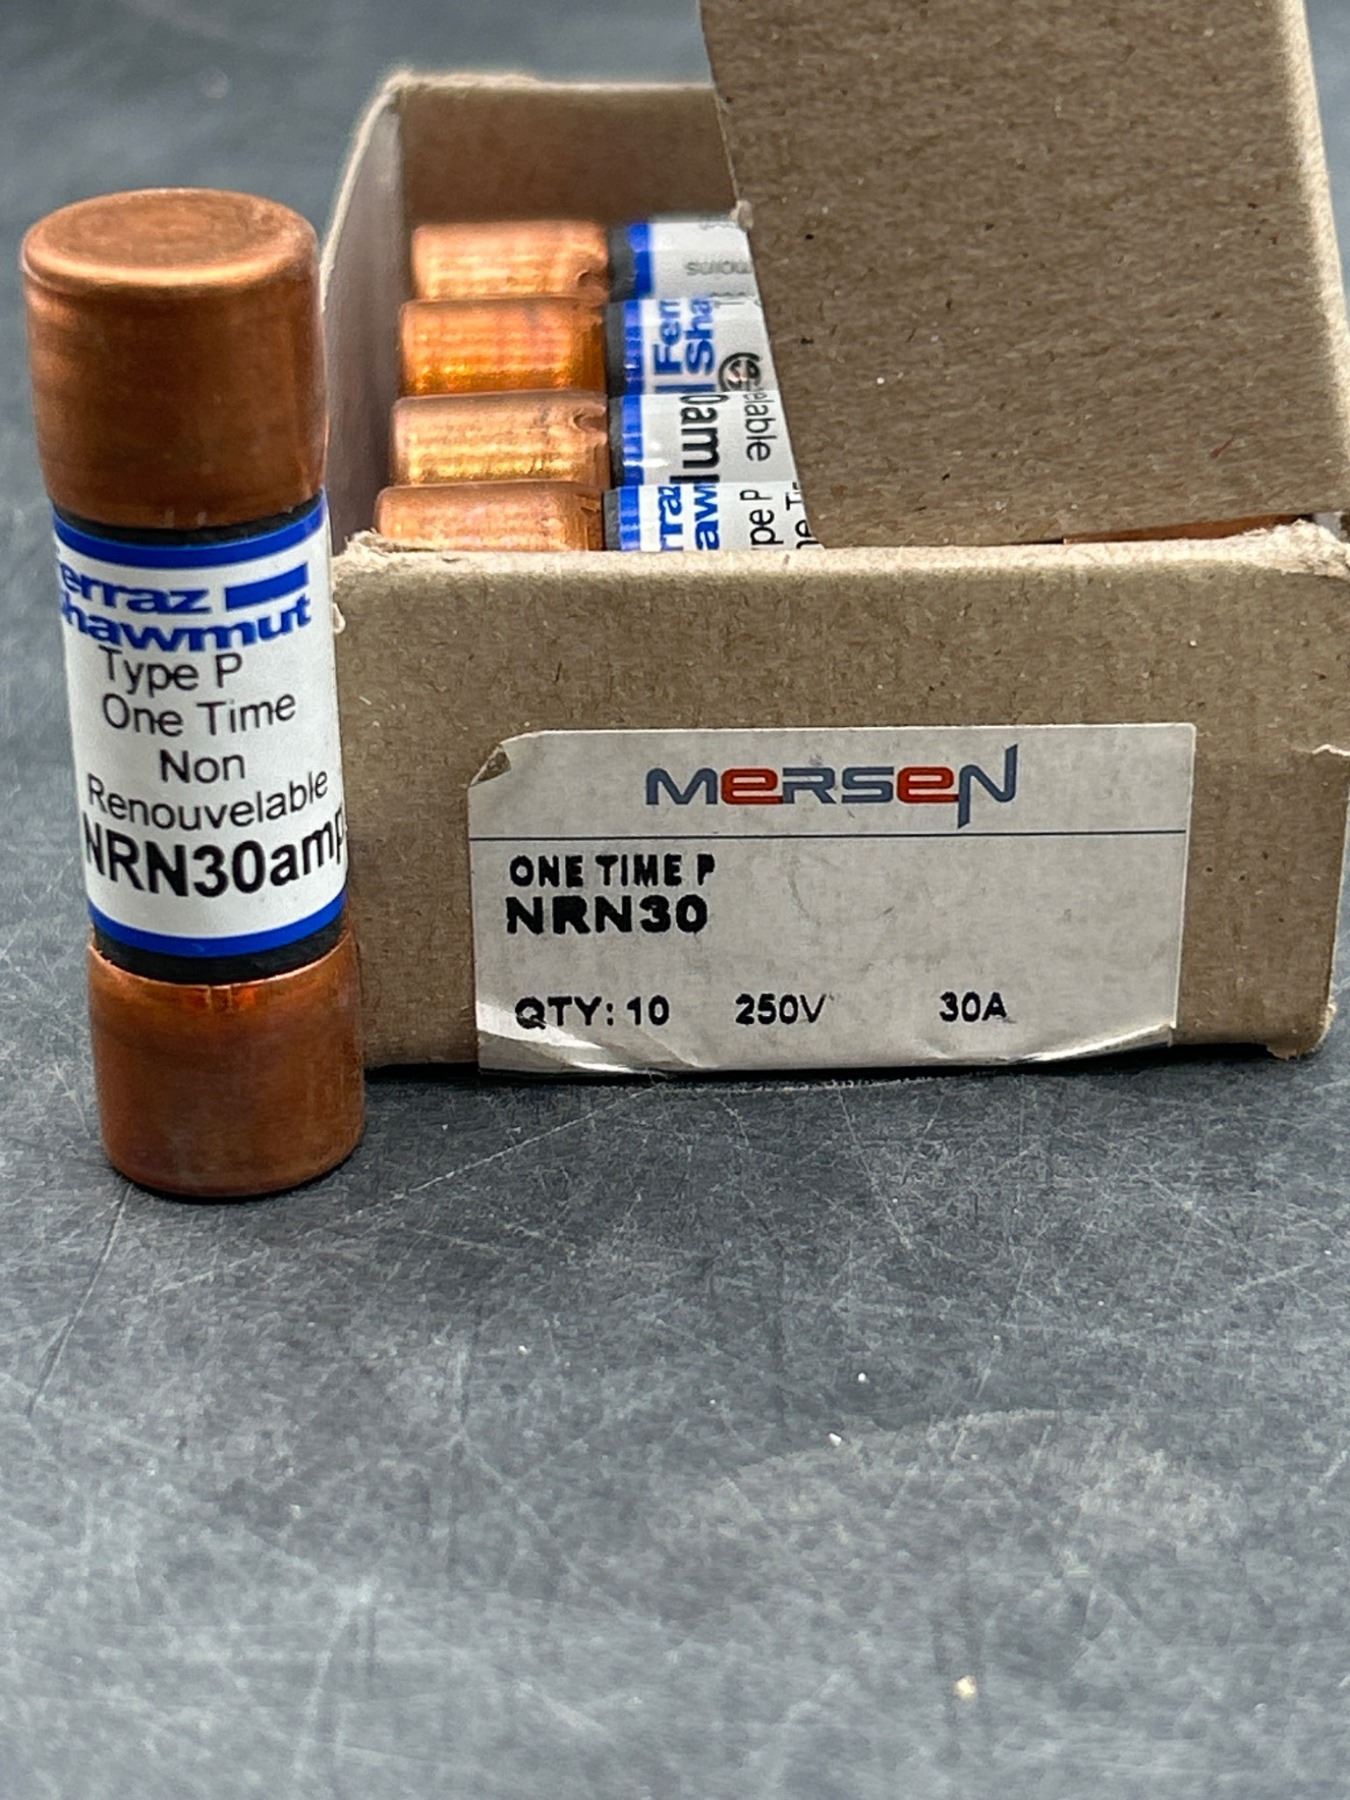 Ferraz
Shawmut
Type P
One Time
Non
Renouvelable
NRN30amp
MERSEN
ONE TIME P
NRN30
QTY: 10 250V 30A